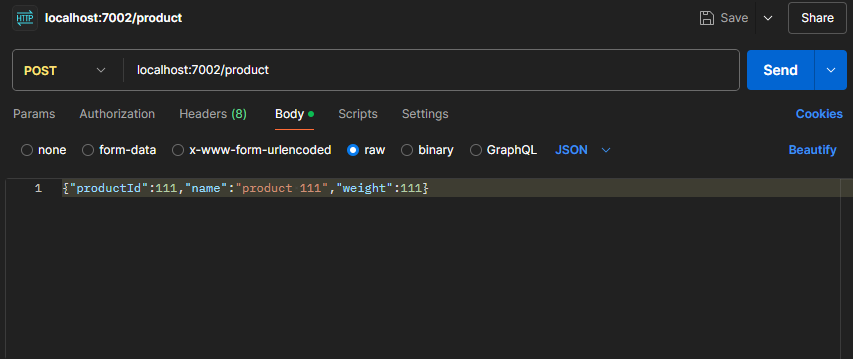 HTTP localhost:7002/product Save Share
POST localhost:7002/product Send
Params Authorization Headers (8) Body Scripts Settings Cookies
none form-data x-www-form-urlencoded raw binary GraphQL JSON Beautify
1 {"productId":111,"name":"product 111","weight":111}